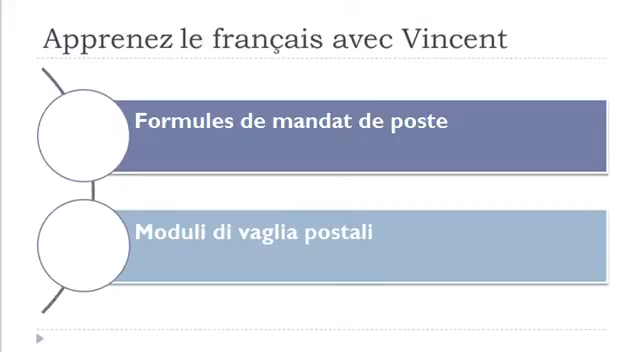 Apprenez le français avec Vincent
Formules de mandat de poste
Moduli di vaglia postali